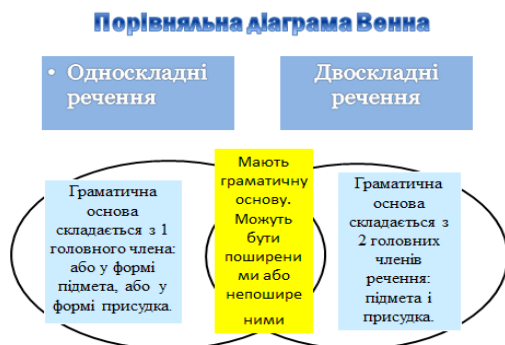 Порівняльна діаграма Венна
• Односкладні
речення
Двоскладні
речення
Граматична
основа
складається з 1
головного члена:
або у формі
підмета, або у
формі присудка.
Мають
граматичну
основу.
Можуть
бути
поширени
ми або
непошире
ними
Граматична
основа
складається з
2 головних
членів
речення:
підмета і
присудка.